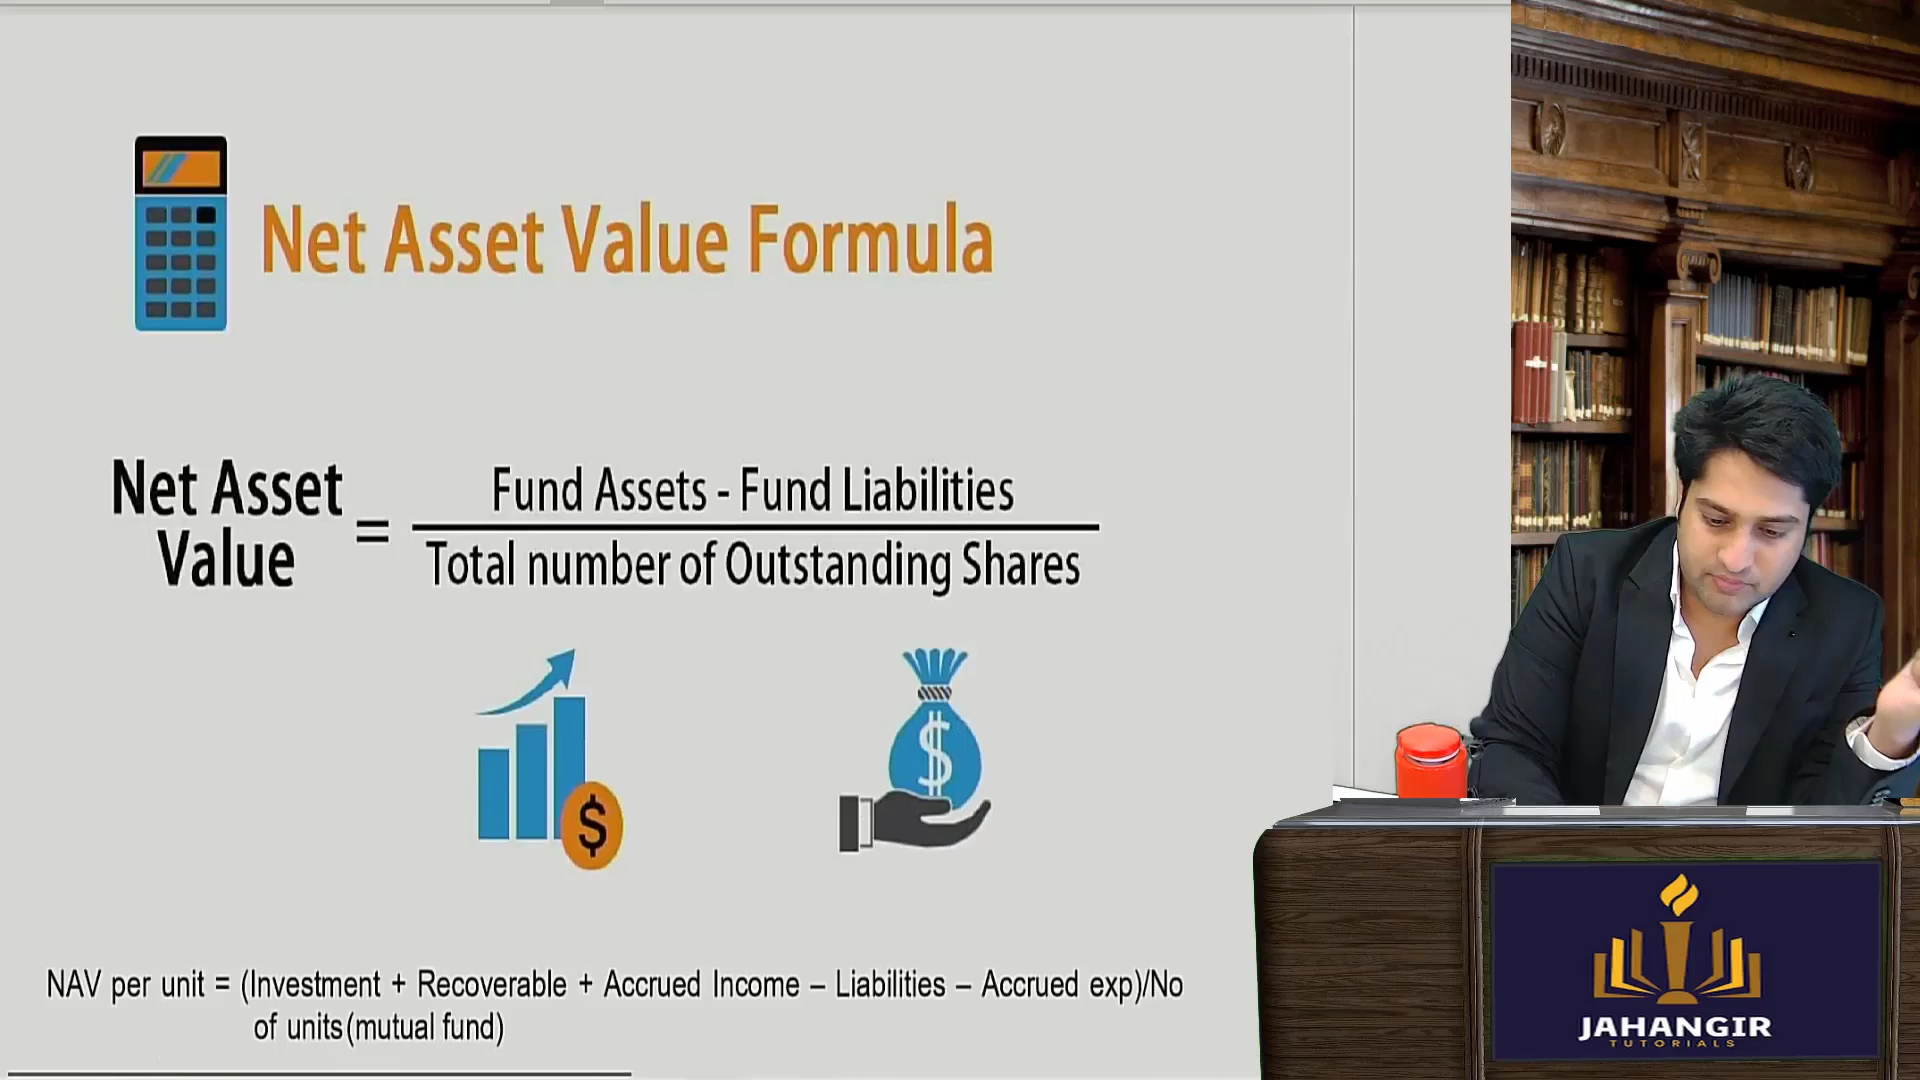 Net Asset Value Formula
Net Asset
Value
=
Fund Assets - Fund Liabilities
Total number of Outstanding Shares
$
$
NAV per unit = (Investment + Recoverable + Accrued Income – Liabilities – Accrued exp)/No
of units(mutual fund)
JAHANGIR
TUTORIALS